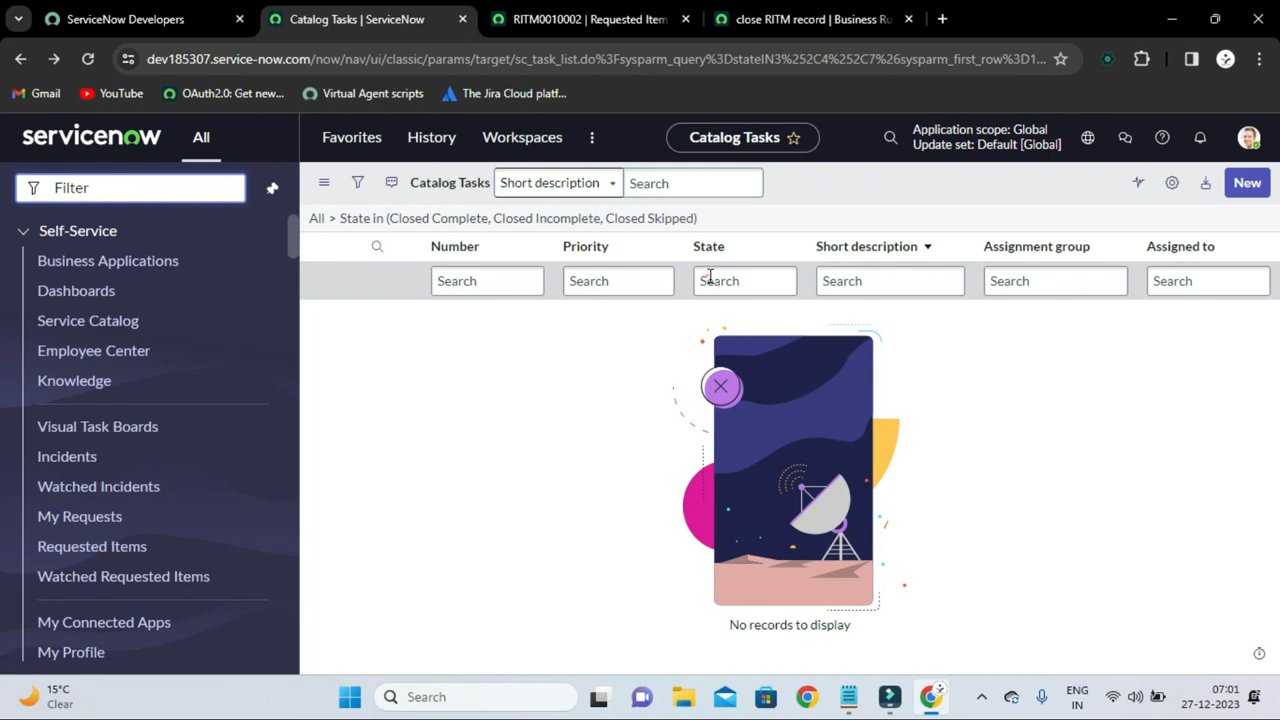 ServiceNow Developers
Catalog Tasks | ServiceNow
RITM0010002 | Requested Item
close RITM record | Business Ru
dev185307.service-now.com/now/nav/ui/classic/params/target/sc_task_list.do%3Fsysparm_query%3DstateIN3%252C4%252C7%26sysparm_first_row%3D1...
Gmail
YouTube
OAuth2.0: Get new...
Virtual Agent scripts
The Jira Cloud platf...
servicenow
All
Favorites
History
Workspaces
Catalog Tasks
Application scope: Global
Update set: Default [Global]
Filter
Catalog Tasks
Short description
Search
New
All > State in (Closed Complete, Closed Incomplete, Closed Skipped)
Number
Priority
State
Short description
Assignment group
Assigned to
Search
Search
Search
Search
Search
Search
Self-Service
Business Applications
Dashboards
Service Catalog
Employee Center
Knowledge
Visual Task Boards
Incidents
Watched Incidents
My Requests
Requested Items
Watched Requested Items
My Connected Apps
My Profile
No records to display
15°C
Clear
Search
ENG
IN
07:01
27-12-2023